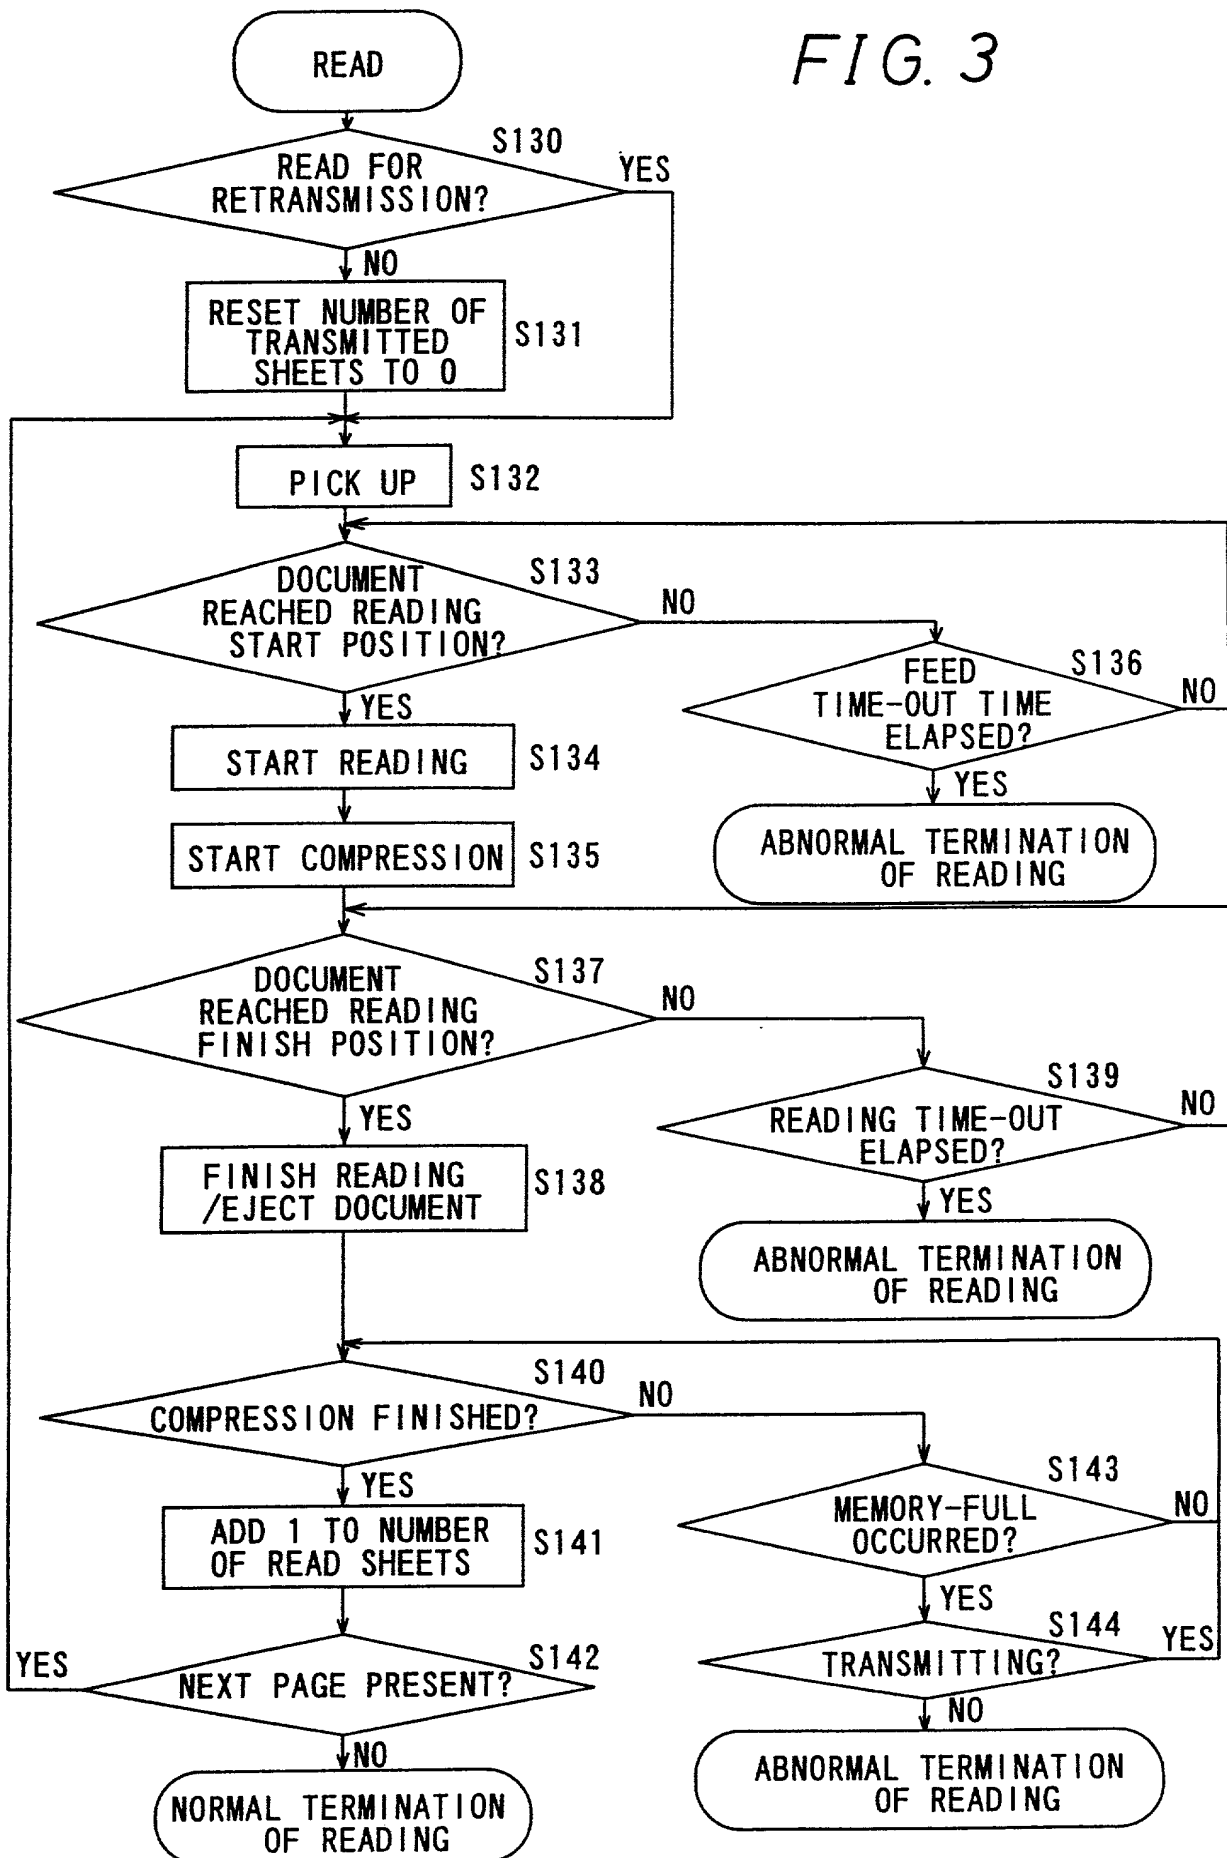 FIG. 3
READ
S130
READ FOR
RETRANSMISSION?
YES
NO
RESET NUMBER OF
TRANSMITTED
SHEETS TO 0
S131
PICK UP
S132
DOCUMENT
REACHED READING
START POSITION?
S133
NO
YES
FEED
TIME-OUT TIME
ELAPSED?
S136
NO
YES
START READING
S134
ABNORMAL TERMINATION
OF READING
START COMPRESSION
S135
DOCUMENT
REACHED READING
FINISH POSITION?
S137
NO
YES
READING TIME-OUT
ELAPSED?
S139
NO
YES
FINISH READING
/EJECT DOCUMENT
S138
ABNORMAL TERMINATION
OF READING
COMPRESSION FINISHED?
S140
NO
YES
MEMORY-FULL
OCCURRED?
S143
NO
YES
ADD 1 TO NUMBER
OF READ SHEETS
S141
TRANSMITTING?
S144
YES
NO
NEXT PAGE PRESENT?
S142
YES
NO
ABNORMAL TERMINATION
OF READING
NORMAL TERMINATION
OF READING